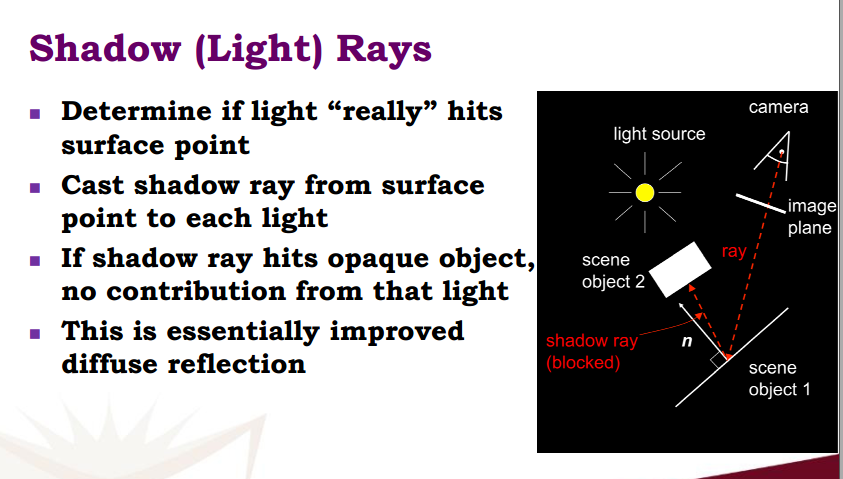 Shadow (Light) Rays
Determine if light “really” hits
surface point
Cast shadow ray from surface
point to each light
If shadow ray hits opaque object,
no contribution from that light
This is essentially improved
diffuse reflection
camera
light source
image
plane
ray
scene
object 2
shadow ray
(blocked)
n
scene
object 1